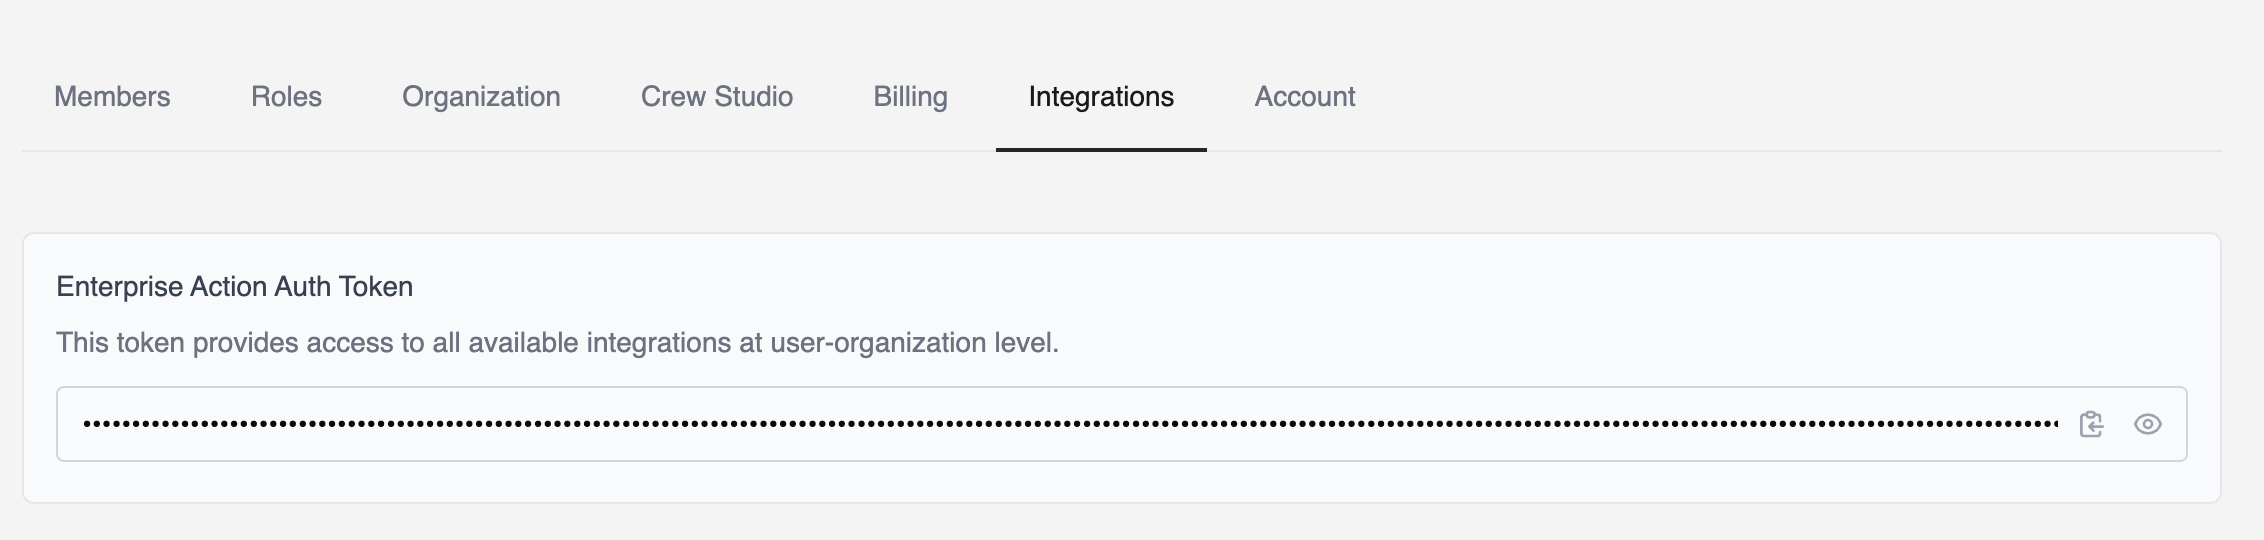 Members Roles Organization Crew Studio Billing Integrations Account
Enterprise Action Auth Token
This token provides access to all available integrations at user-organization level.